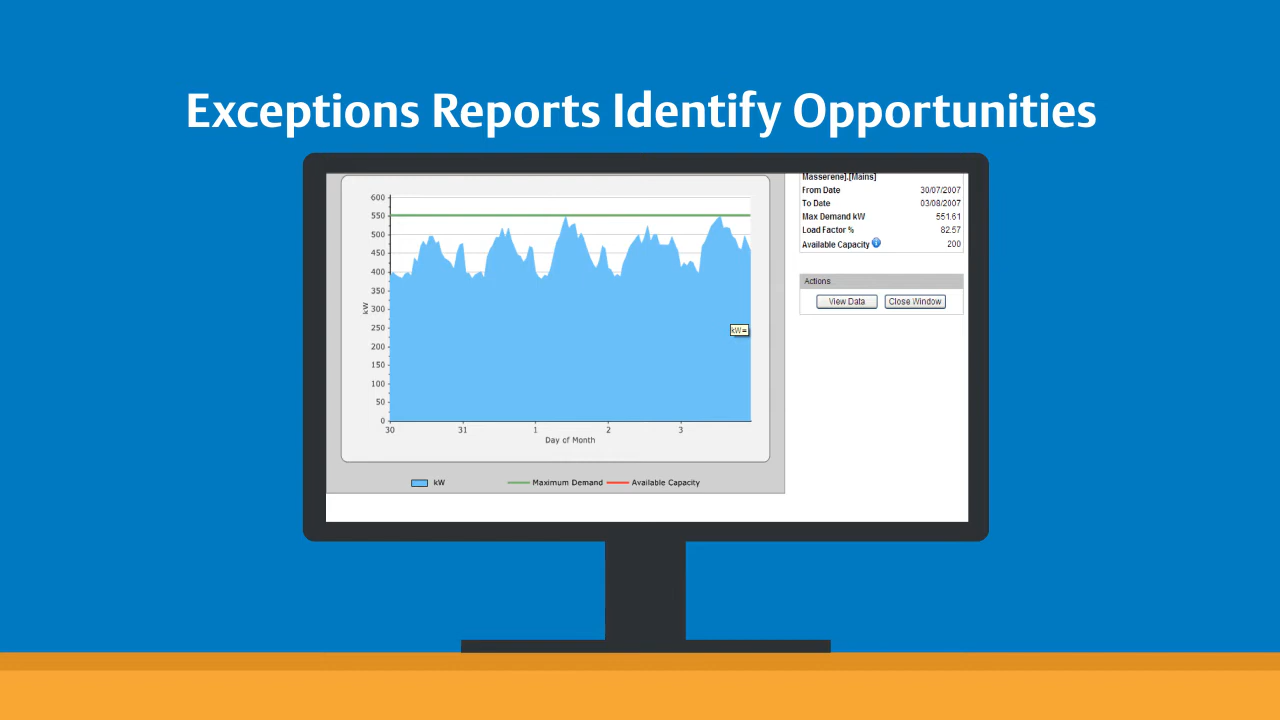 Exceptions Reports Identify Opportunities
600
550
500
450
400
350
300
250
200
150
100
50
0
kW
30 31 1 2 3
Day of Month
kW=
kW Maximum Demand Available Capacity
Masserene].[Mains]
From Date 30/07/2007
To Date 03/08/2007
Max Demand kW 551.61
Load Factor % 82.57
Available Capacity i 200
Actions
View Data Close Window